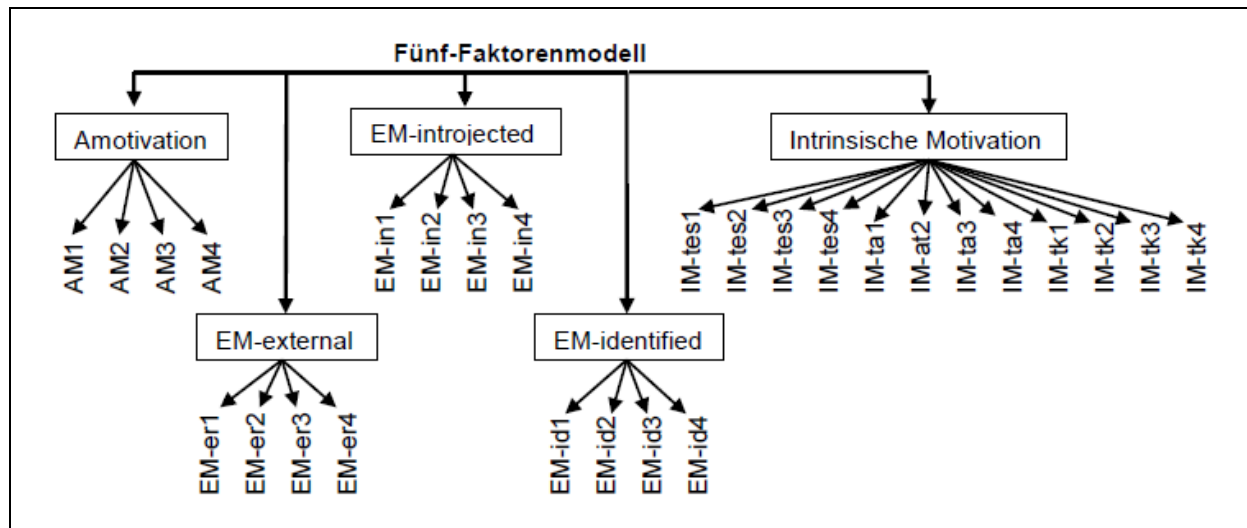 Fünf-Faktorenmodell
Amotivation
EM-introjected
Intrinsische Motivation
AM1
AM2
AM3
AM4
EM-in1
EM-in2
EM-in3
EM-in4
IM-tes1
IM-tes2
IM-tes3
IM-tes4
IM-ta1
IM-at2
IM-ta3
IM-ta4
IM-tk1
IM-tk2
IM-tk3
IM-tk4
EM-external
EM-identified
EM-er1
EM-er2
EM-er3
EM-er4
EM-id1
EM-id2
EM-id3
EM-id4